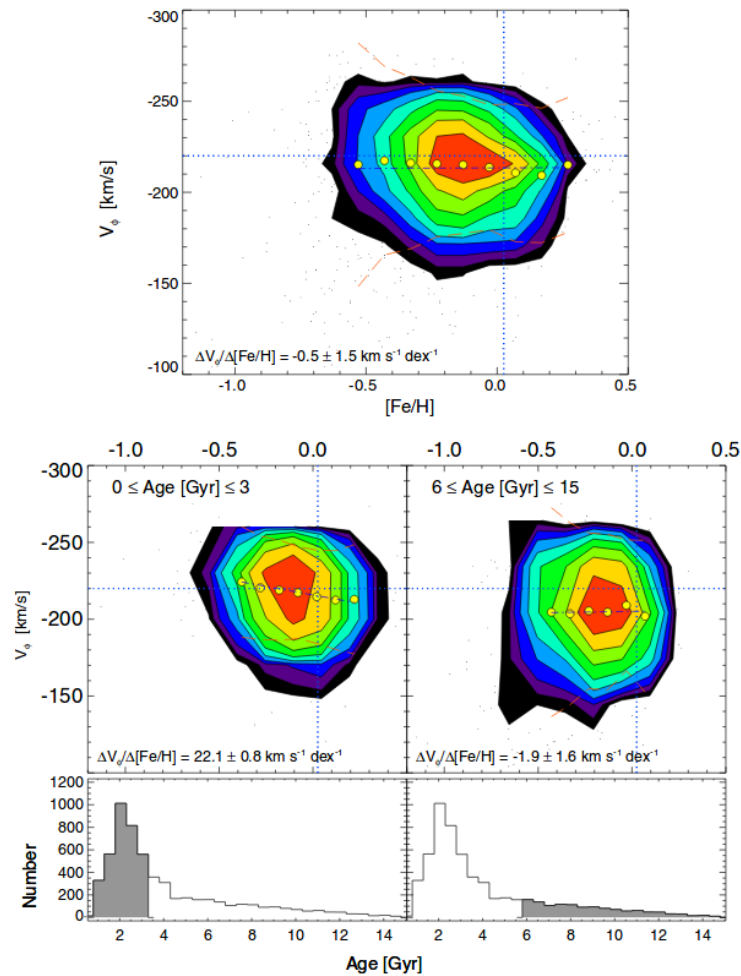 -300
-250
-200
-150
-100
V_ϕ [km/s]
ΔV_ϕ/Δ[Fe/H] = -0.5 ± 1.5 km s⁻¹ dex⁻¹
-1.0 -0.5 0.0 0.5
[Fe/H]
-1.0 -0.5 0.0 -1.0 -0.5 0.0 0.5
-300
-250
-200
-150
V_ϕ [km/s]
0 ≤ Age [Gyr] ≤ 3 6 ≤ Age [Gyr] ≤ 15
ΔV_ϕ/Δ[Fe/H] = 22.1 ± 0.8 km s⁻¹ dex⁻¹ ΔV_ϕ/Δ[Fe/H] = -1.9 ± 1.6 km s⁻¹ dex⁻¹
1200
1000
800
600
400
200
0
Number
2 4 6 8 10 12 14 2 4 6 8 10 12 14
Age [Gyr]